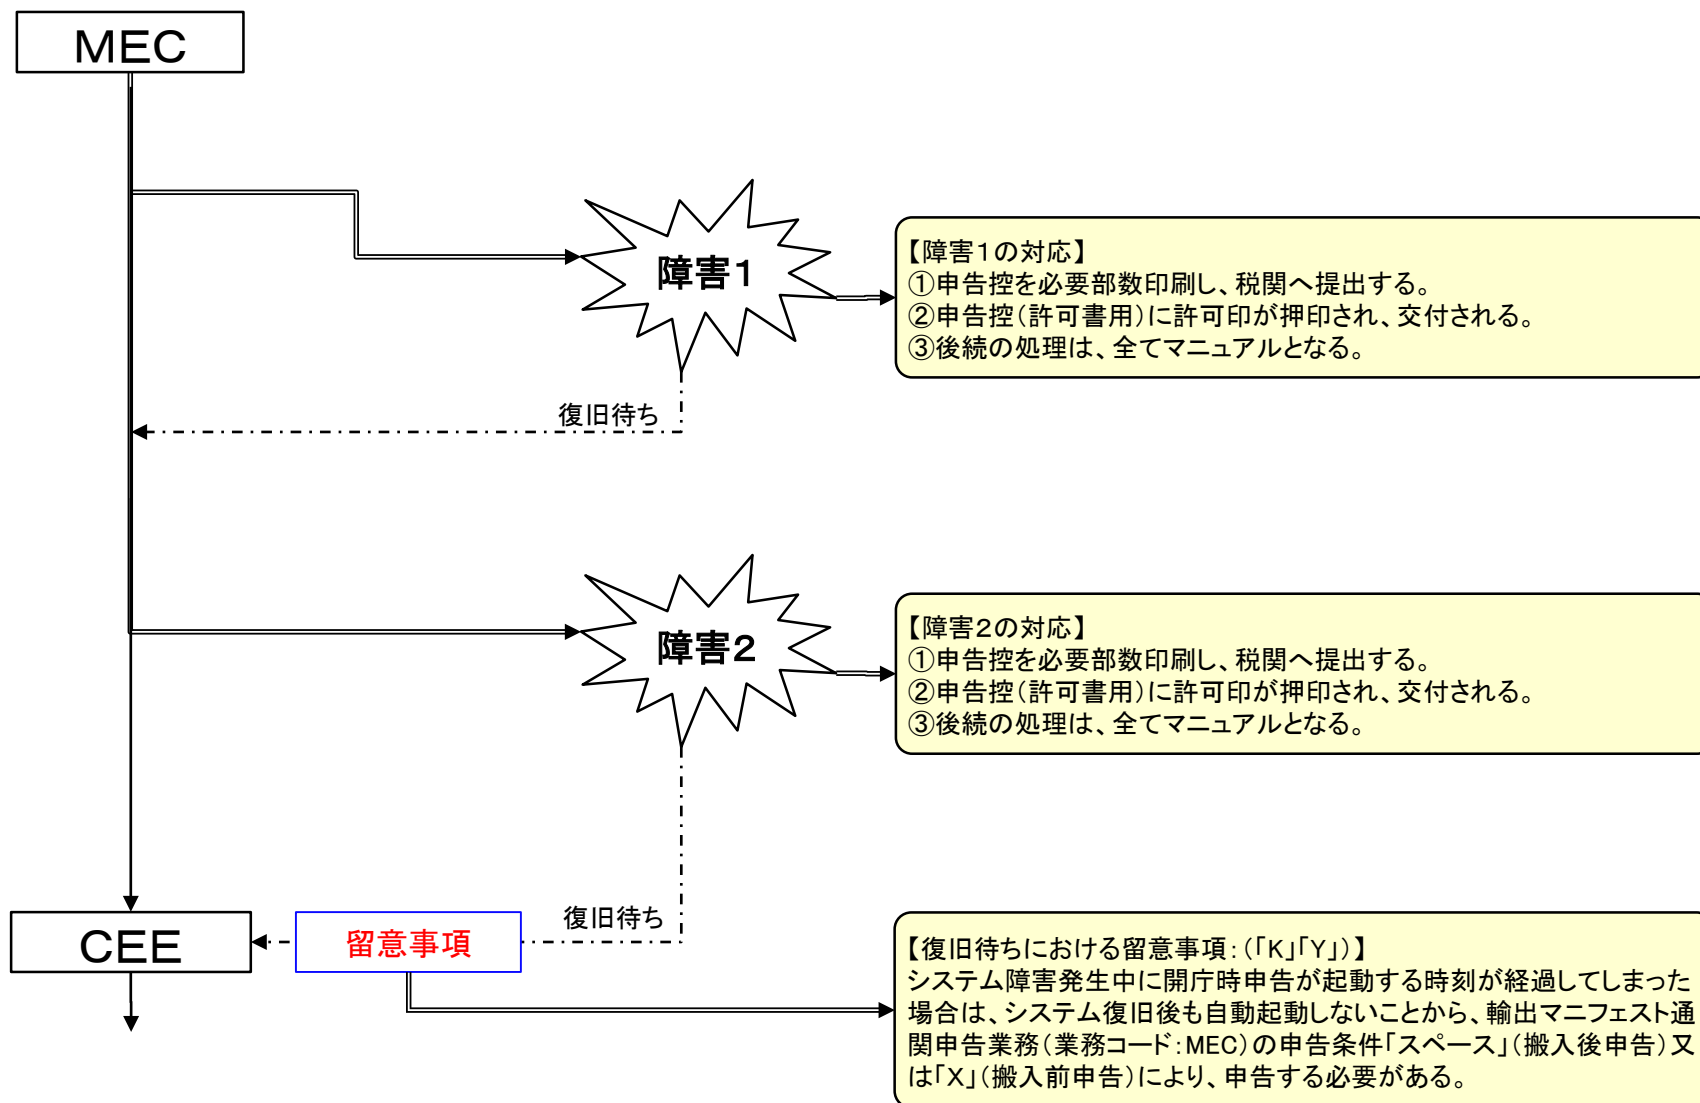 MEC
障害1
【障害1の対応】
①申告控を必要部数印刷し、税関へ提出する。
②申告控(許可書用)に許可印が押印され、交付される。
③後続の処理は、全てマニュアルとなる。
復旧待ち
障害2
【障害2の対応】
①申告控を必要部数印刷し、税関へ提出する。
②申告控(許可書用)に許可印が押印され、交付される。
③後続の処理は、全てマニュアルとなる。
復旧待ち
CEE
留意事項
【復旧待ちにおける留意事項:(「K」「Y」)】
システム障害発生中に開庁時申告が起動する時刻が経過してしまった
場合は、システム復旧後も自動起動しないことから、輸出マニフェスト通
関申告業務(業務コード:MEC)の申告条件「スペース」(搬入後申告)又
は「X」(搬入前申告)により、申告する必要がある。